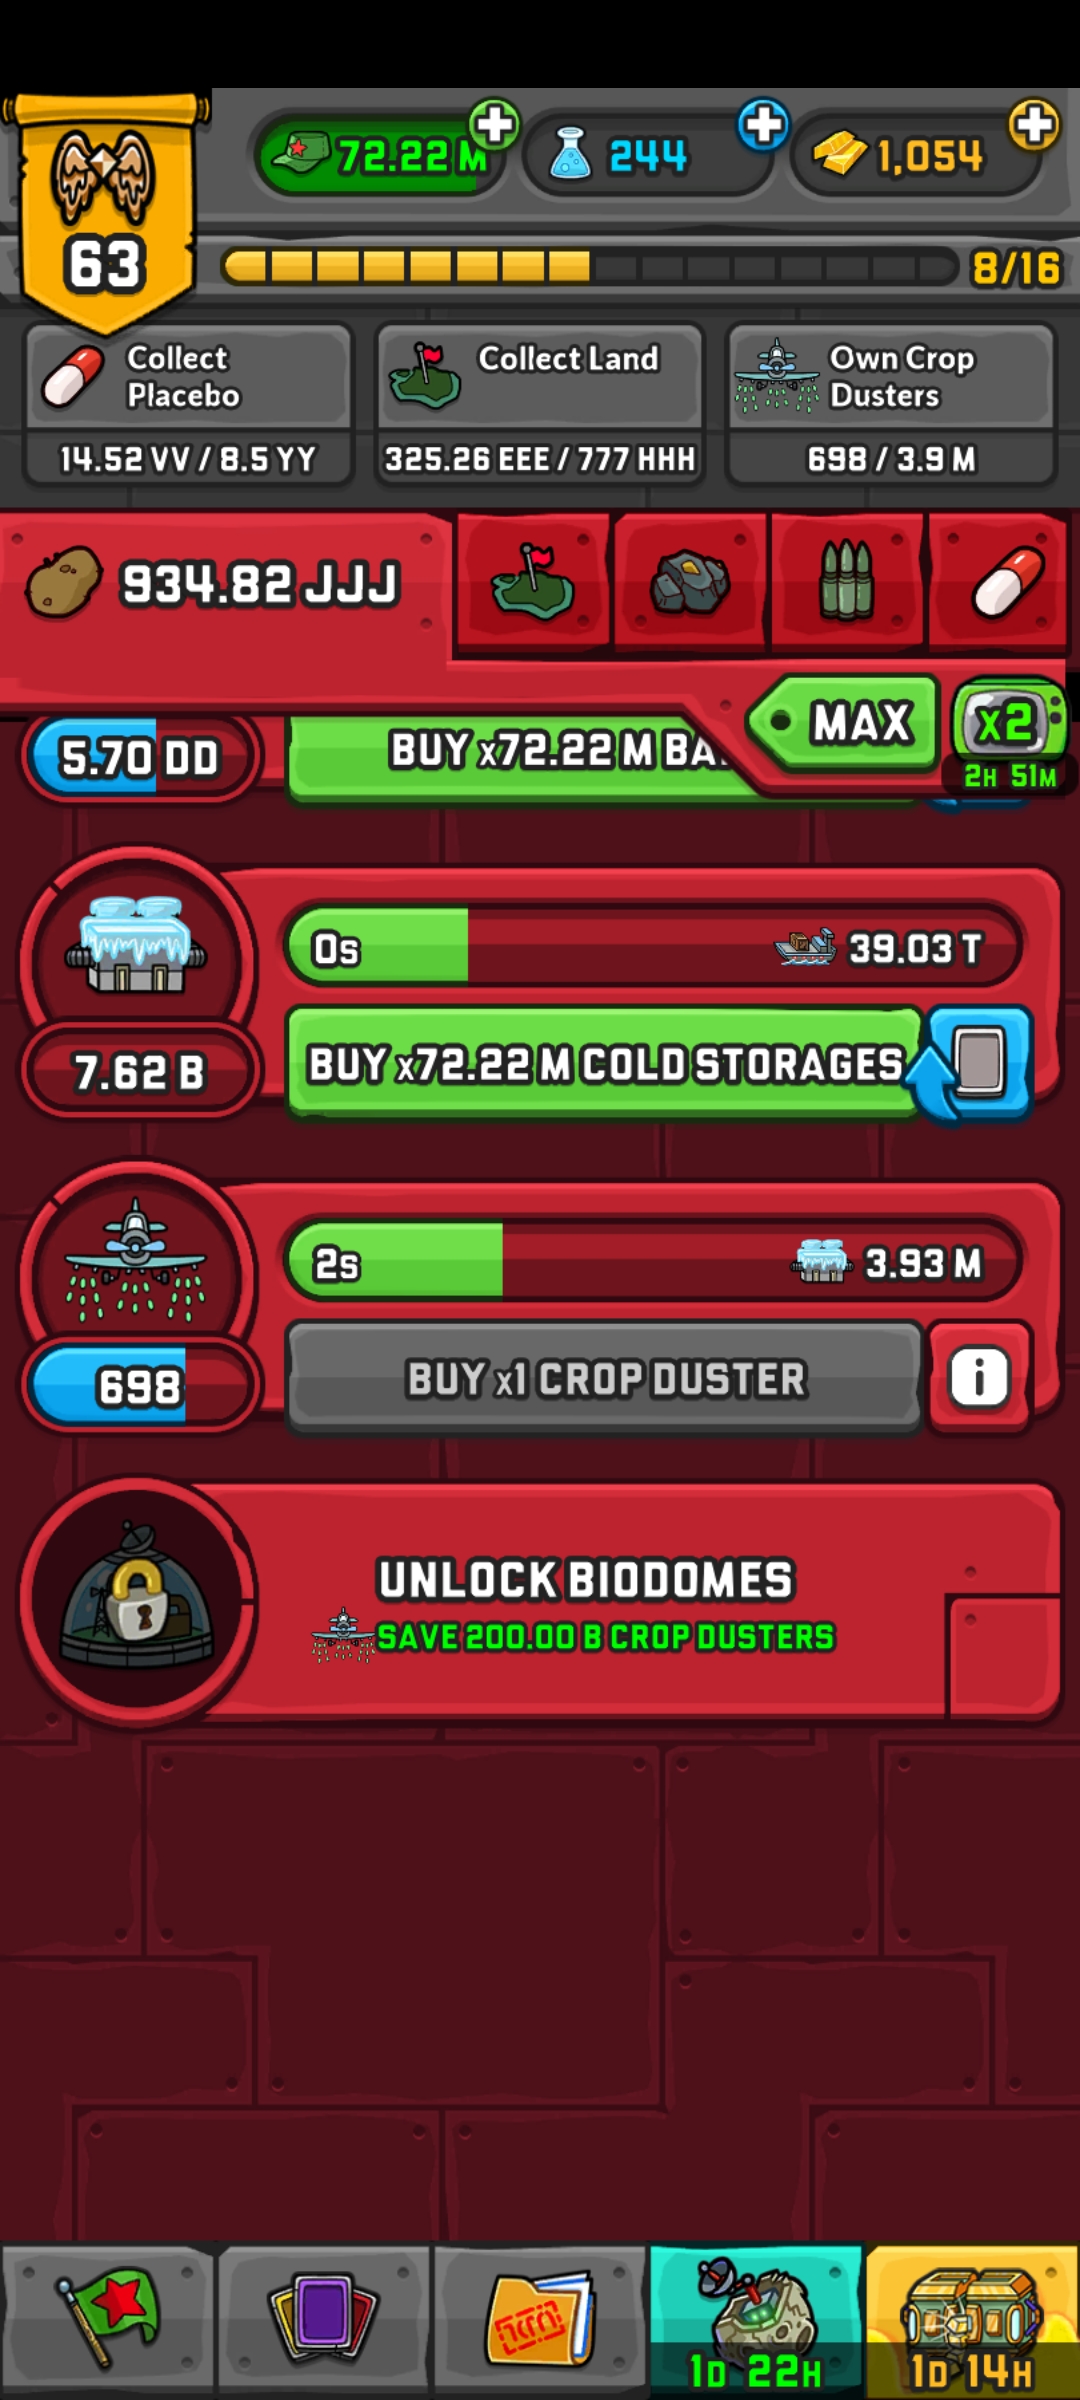 72.22 M
244
1,054
63
8/16
Collect
Placebo
14.52 VV / 8.5 YY
Collect Land
325.26 EEE / 777 HHH
Own Crop
Dusters
698 / 3.9 M
934.82 JJJ
MAX
x2
2H 51M
5.70 DD
BUY x72.22 M
0s
39.03 T
7.62 B
BUY x72.22 M COLD STORAGES
2s
3.93 M
698
BUY x1 CROP DUSTER
i
UNLOCK BIODOMES
SAVE 200.00 B CROP DUSTERS
1D 22H
1D 14H